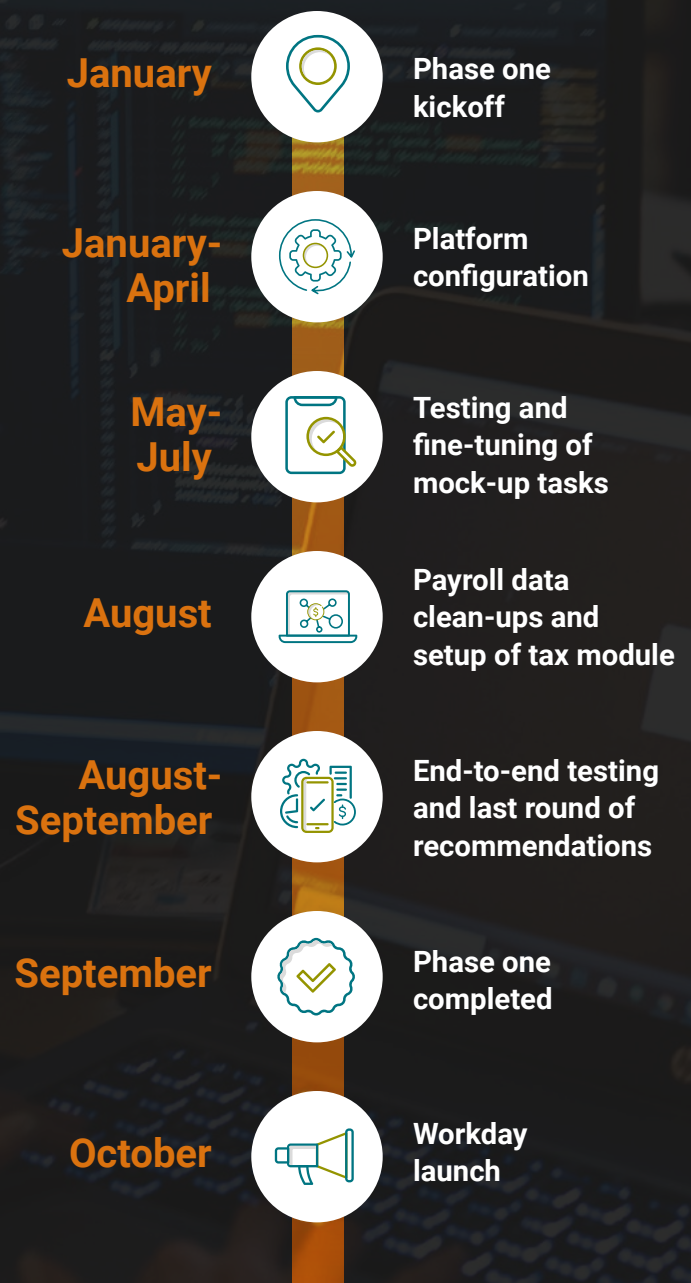 January
Phase one
kickoff
January-
April
Platform
configuration
May-
July
Testing and
fine-tuning of
mock-up tasks
August
Payroll data
clean-ups and
setup of tax module
$
August-
September
End-to-end testing
and last round of
recommendations
$
September
Phase one
completed
October
Workday
launch